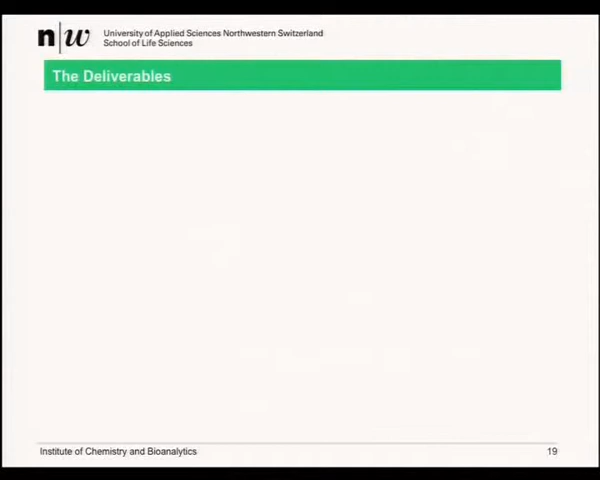 n|w
University of Applied Sciences Northwestern Switzerland
School of Life Sciences
The Deliverables
Institute of Chemistry and Bioanalytics
19